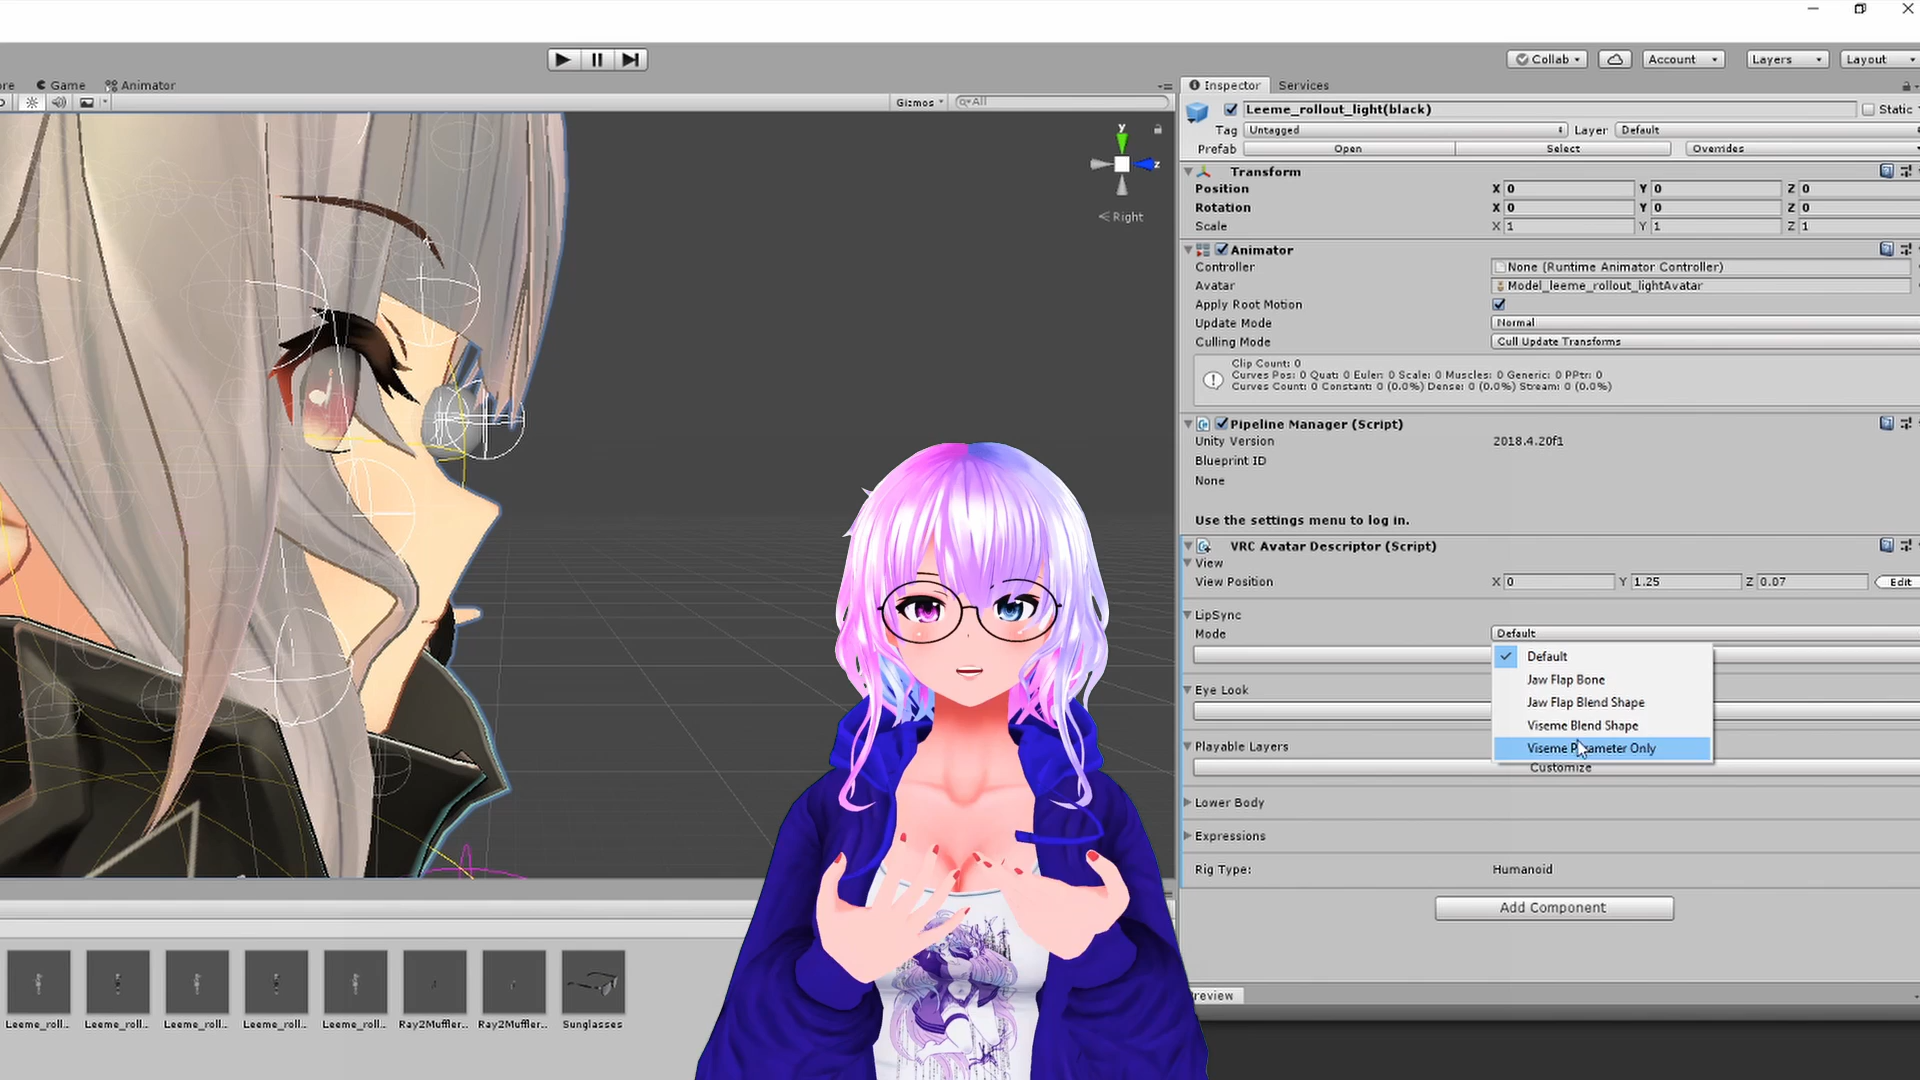 Collab
Account
Layers
Layout
Game
Animator
Inspector
Services
Gizmos
All
Leeme_rollout_light(black)
Static
Tag
Untagged
Layer
Default
Prefab
Open
Select
Overrides
Transform
Position
X 0
Y 0
Z 0
Rotation
X 0
Y 0
Z 0
Scale
X 1
Y 1
Z 1
y
z
Right
Animator
Controller
None (Runtime Animator Controller)
Avatar
Model_leeme_rollout_lightAvatar
Apply Root Motion
Update Mode
Normal
Culling Mode
Cull Update Transforms
Clip Count: 0
Curves Pos: 0 Quat: 0 Euler: 0 Scale: 0 Muscles: 0 Generic: 0 PPtr: 0
Curves Count: 0 Constant: 0 (0.0%) Dense: 0 (0.0%) Stream: 0 (0.0%)
Pipeline Manager (Script)
Unity Version
2018.4.20f1
Blueprint ID
None
Use the settings menu to log in.
VRC Avatar Descriptor (Script)
View
View Position
X 0
Y 1.25
Z 0.07
Edit
LipSync
Mode
Default
Default
Jaw Flap Bone
Jaw Flap Blend Shape
Viseme Blend Shape
Viseme Parameter Only
Eye Look
Playable Layers
Customize
Lower Body
Expressions
Rig Type:
Humanoid
Add Component
Leeme_roll...
Leeme_roll...
Leeme_roll...
Leeme_roll...
Leeme_roll...
Ray2Muffler...
Ray2Muffler...
Sunglasses